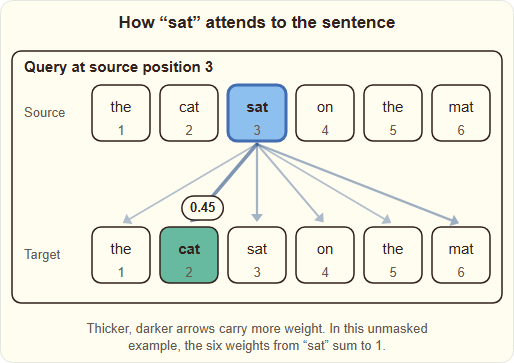 How “sat” attends to the sentence
Query at source position 3
Source the cat sat on the mat
1 2 3 4 5 6
0.45
Target the cat sat on the mat
1 2 3 4 5 6
Thicker, darker arrows carry more weight. In this unmasked
example, the six weights from “sat” sum to 1.